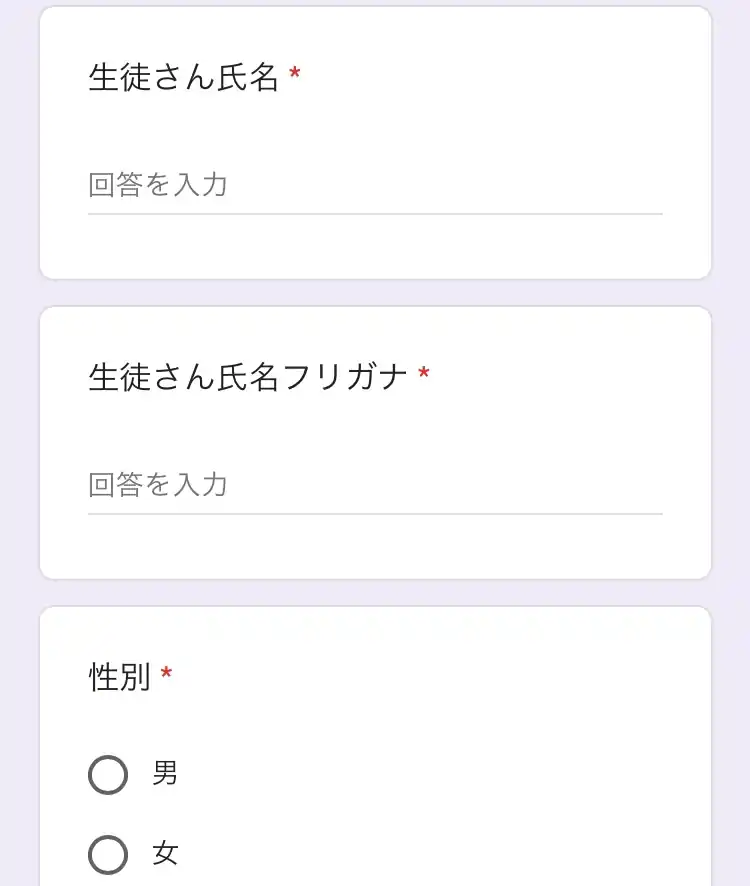 生徒さん氏名 *
回答を入力
生徒さん氏名フリガナ *
回答を入力
性別 *
男
女